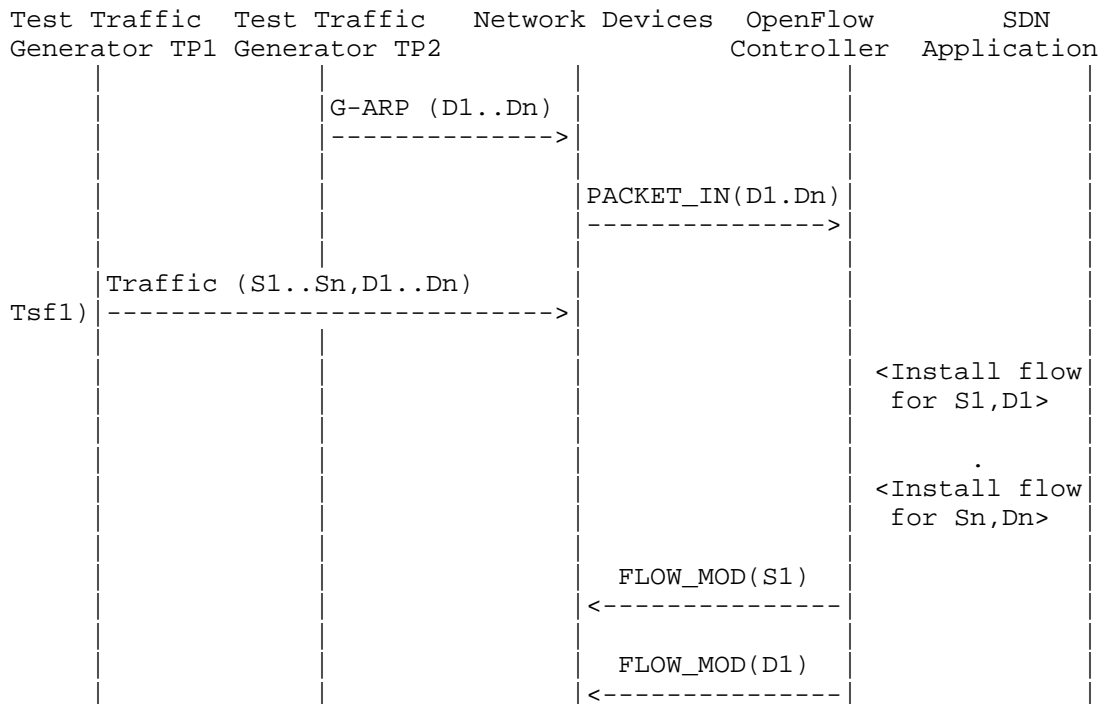 Test Traffic  Test Traffic   Network Devices  OpenFlow        SDN
Generator TP1 Generator TP2                  Controller  Application
G-ARP (D1..Dn)
-------------->
PACKET_IN(D1.Dn)
--------------->
Traffic (S1..Sn,D1..Dn)
Tsf1)|---------------------------->
<Install flow
for S1,D1>
.
<Install flow
for Sn,Dn>
FLOW_MOD(S1)
<---------------
FLOW_MOD(D1)
<---------------